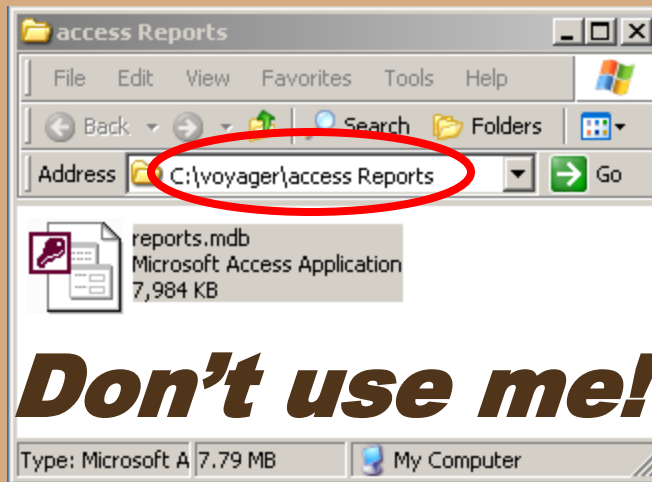 access Reports
File Edit View Favorites Tools Help
Back Search Folders
Address C:\voyager\access Reports Go
reports.mdb
Microsoft Access Application
7,984 KB
Don't use me!
Type: Microsoft A 7.79 MB My Computer